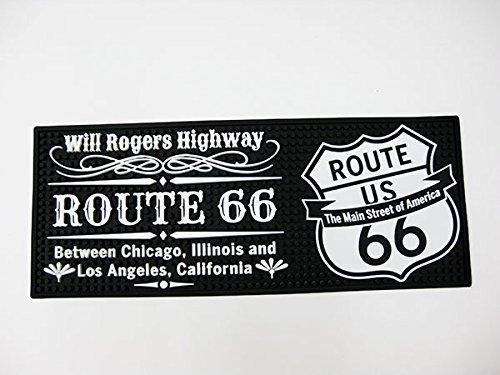 Will Rogers Highway
ROUTE 66
Between Chicago, Illinois and
Los Angeles, California
ROUTE
US
The Main Street of America
66